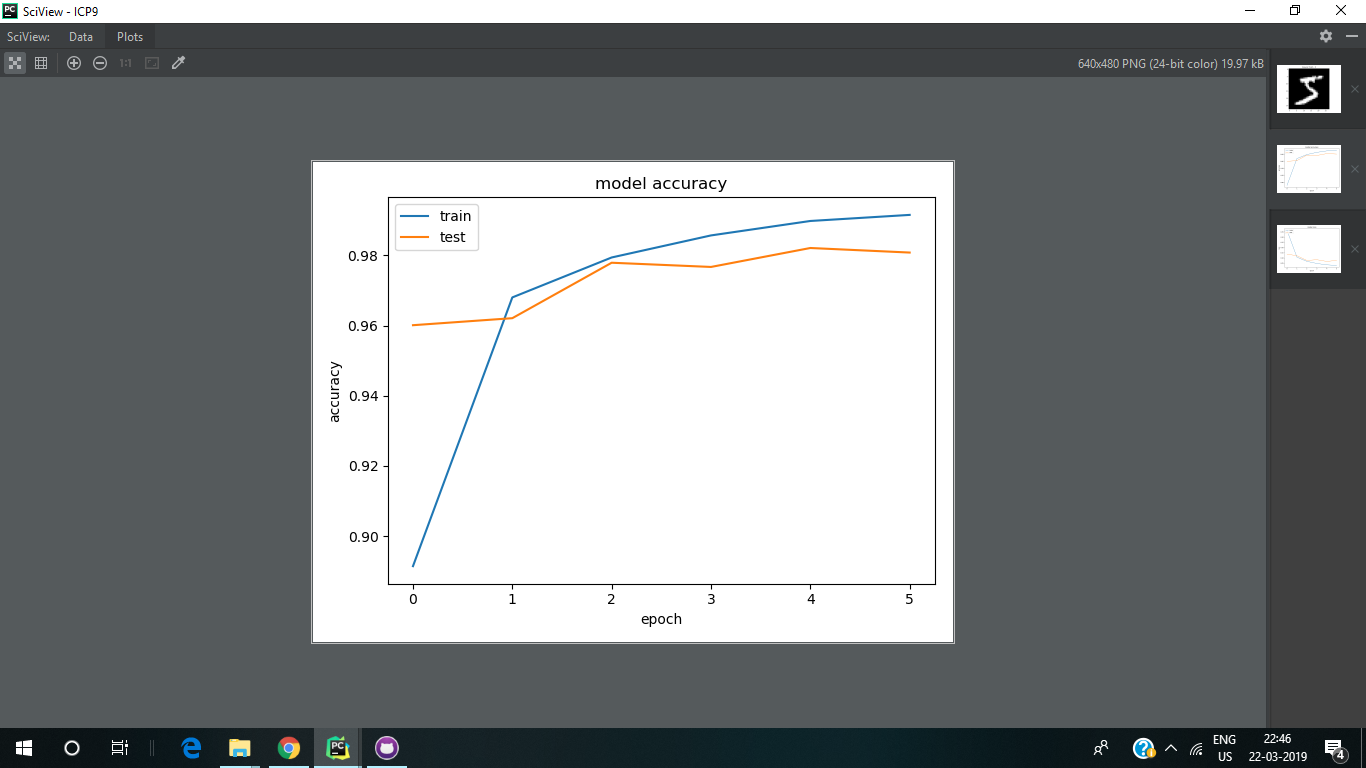 SciView - ICP9
SciView: Data Plots
1:1
640x480 PNG (24-bit color) 19.97 kB
model accuracy
train
test
0.98
0.96
0.94
0.92
0.90
accuracy
0 1 2 3 4 5
epoch
ENG 22:46
US 22-03-2019
4